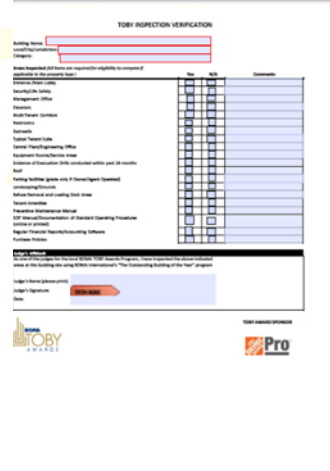 TOBY INSPECTION VERIFICATION
Building Name:
Local/City/Jurisdiction:
Category:
Areas Inspected (All items are required for eligibility to compete if
applicable to the property type.) Yes N/A Comments
Entrance /Main Lobby
Security/Life Safety
Management Office
Elevators
Multi-Tenant Corridors
Restrooms
Stairwells
Typical Tenant Suite
Central Plant/Engineering Office
Equipment Rooms/Service Areas
Evidence of Evacuation Drills conducted within past 24 months
Roof
Parking Facilities (grade only if Owner/Agent Operated)
Landscaping/Grounds
Refuse Removal and Loading Dock Areas
Tenant Amenities
Preventive Maintenance Manual
SOP Manual/Documentation of Standard Operating Procedures
(online or printed)
Regular Financial Reports/Accounting Software
Purchase Policies
Judge's Affidavit
As one of the judges for the local BOMA TOBY Awards Program, I have inspected the above indicated
areas at the building site using BOMA International's "The Outstanding Building of the Year" program
Judge's Name (please print):
Judge's Signature:
Date:
BOMA
TOBY
AWARDS
TOBY AWARD SPONSOR
Pro